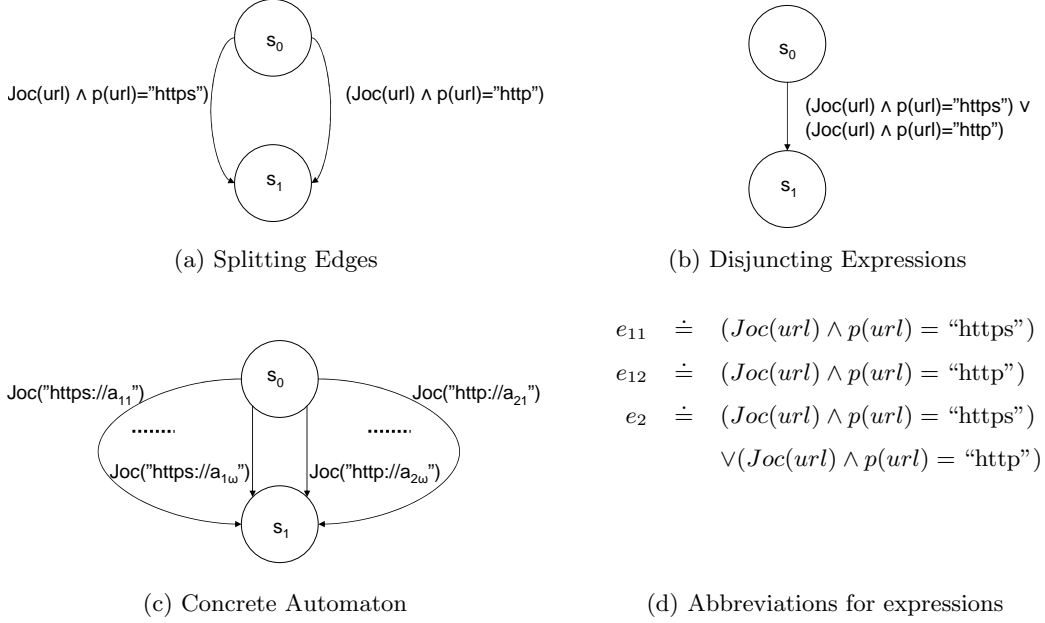 s₀
Joc(url) ∧ p(url)="https")
(Joc(url) ∧ p(url)="http")
s₁
(a) Splitting Edges
s₀
(Joc(url) ∧ p(url)="https") ∨
(Joc(url) ∧ p(url)="http")
s₁
(b) Disjuncting Expressions
s₀
Joc("https://a₁₁")
Joc("http://a₂₁")
........
........
Joc("https://a₁ω")
Joc("http://a₂ω")
s₁
(c) Concrete Automaton
e₁₁ ≐ (Joc(url) ∧ p(url) = “https”)
e₁₂ ≐ (Joc(url) ∧ p(url) = “http”)
e₂ ≐ (Joc(url) ∧ p(url) = “https”)
∨(Joc(url) ∧ p(url) = “http”)
(d) Abbreviations for expressions